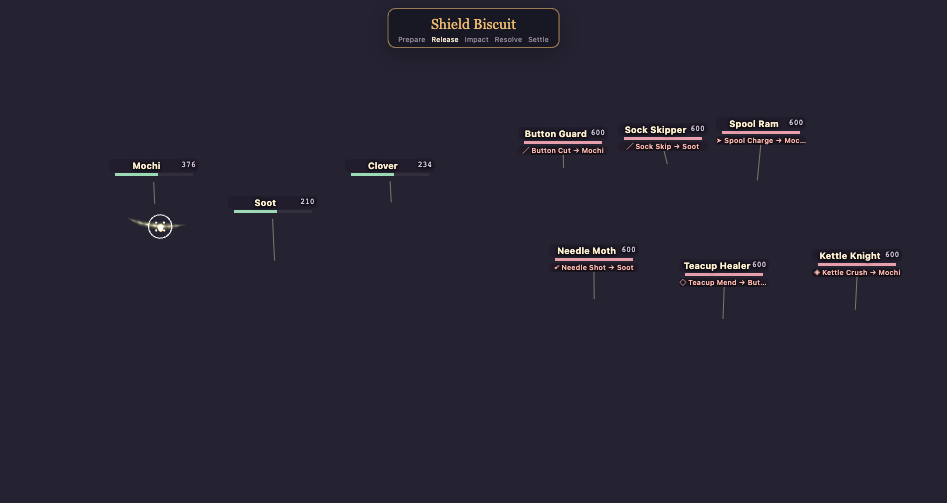 Shield Biscuit
Prepare Release Impact Resolve Settle
Mochi 376
Soot 210
Clover 234
Button Guard 600
Button Cut → Mochi
Sock Skipper 600
Sock Skip → Soot
Spool Ram 600
Spool Charge → Moc...
Needle Moth 600
Needle Shot → Soot
Teacup Healer 600
Teacup Mend → But...
Kettle Knight 600
Kettle Crush → Mochi